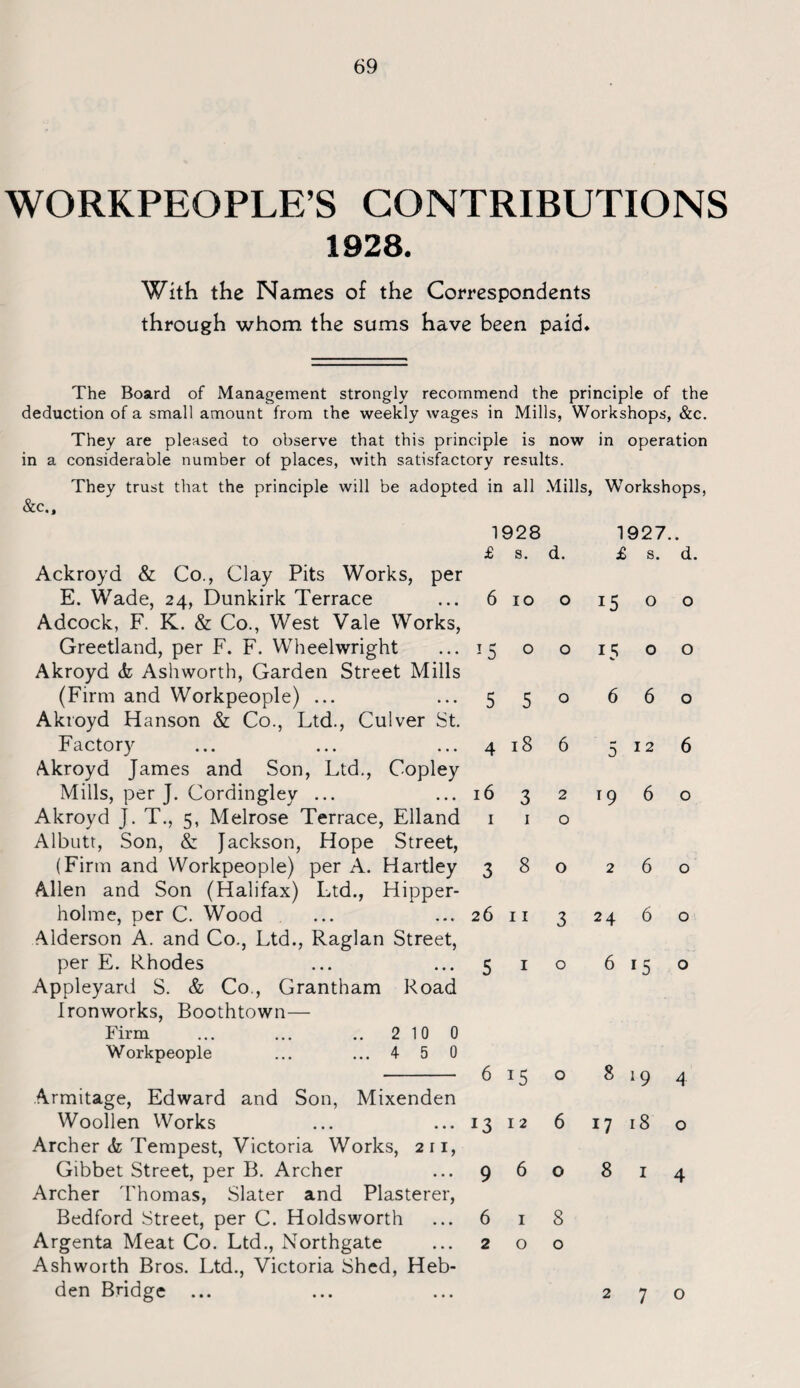 69
WORKPEOPLE'S CONTRIBUTIONS
1928.
With the Names of the Correspondents
through whom the sums have been paid.
The Board of Management strongly recommend the principle of the
deduction of a small amount from the weekly wages in Mills, Workshops, &c.
They are pleased to observe that this principle is now in operation
in a considerable number of places, with satisfactory results.
They trust that the principle will be adopted in all Mills, Workshops,
&c.,
1928 1927..
£ s. d. £ s. d.
Ackroyd & Co., Clay Pits Works, per
E. Wade, 24, Dunkirk Terrace ... 6 10 0 15 0 0
Adcock, F. K. & Co., West Vale Works,
Greetland, per F. F. Wheelwright ... 15 0 0 15 0 0
Akroyd & Ashworth, Garden Street Mills
(Firm and Workpeople) ... ... 5 5 0 6 6 0
Akroyd Hanson & Co., Ltd., Culver St.
Factory ... ... ... 4 18 6 5 12 6
Akroyd James and Son, Ltd., Copley
Mills, per J. Cordingley ... ... 16 3 2 19 6 0
Akroyd J. T., 5, Melrose Terrace, Elland 1 1 0
Albutt, Son, & Jackson, Hope Street,
(Firm and Workpeople) per A. Hartley 3 8 0 2 6 0
Allen and Son (Halifax) Ltd., Hipper-
holme, per C. Wood ... ... 26 11 3 24 6 0
Alderson A. and Co., Ltd., Raglan Street,
per E. Rhodes ... ... 5 1 0 6 15 0
Appleyard S. & Co., Grantham Road
Ironworks, Boothtown—
Firm ... ... .. 2 10 0
Workpeople ... ... 4 5 0
6 15 0 8 19 4
Armitage, Edward and Son, Mixenden
Woollen Works ... ... 13 12 6 17 18 0
Archer & Tempest, Victoria Works, 211,
Gibbet Street, per B. Archer ... 9 6 0 8 1 4
Archer Thomas, Slater and Plasterer,
Bedford Street, per C. Holdsworth ... 6 1 8
Argenta Meat Co. Ltd., Northgate ... 2 0 0
Ashworth Bros. Ltd., Victoria Shed, Heb-
den Bridge ... ... ... 2 7 0